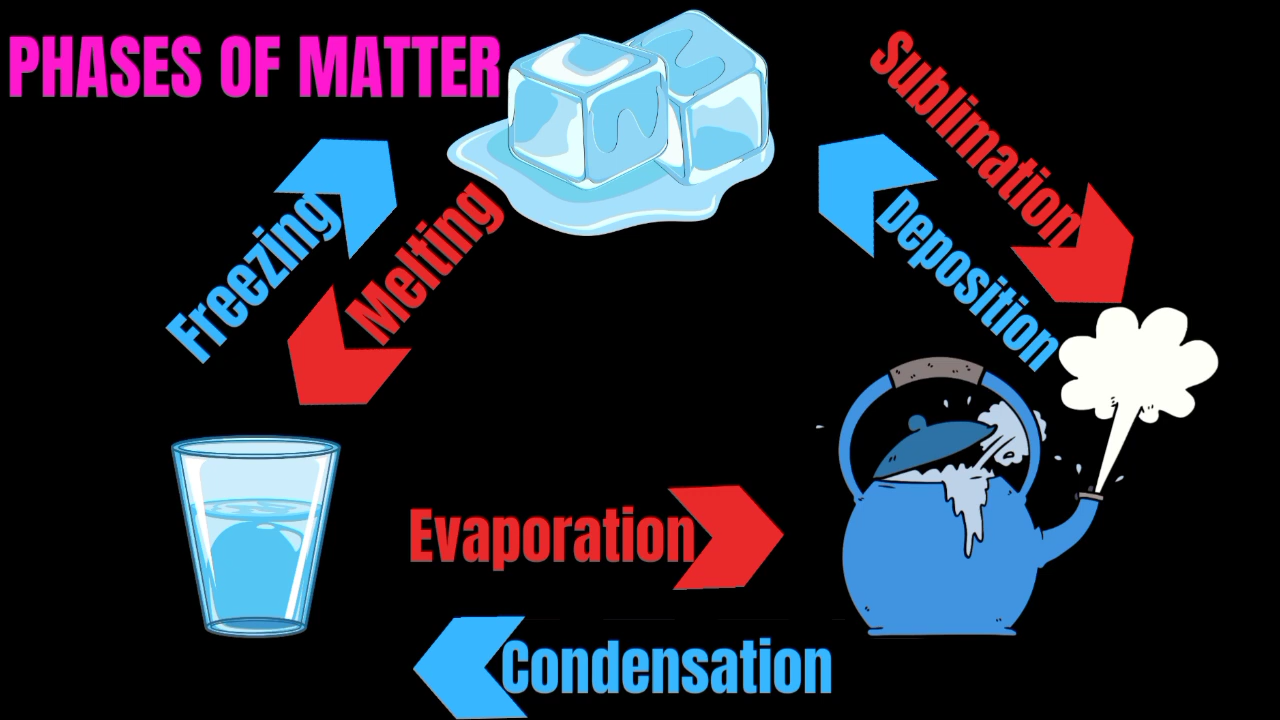 PHASES OF MATTER
Sublimation
Deposition
Freezing
Melting
Evaporation
Condensation